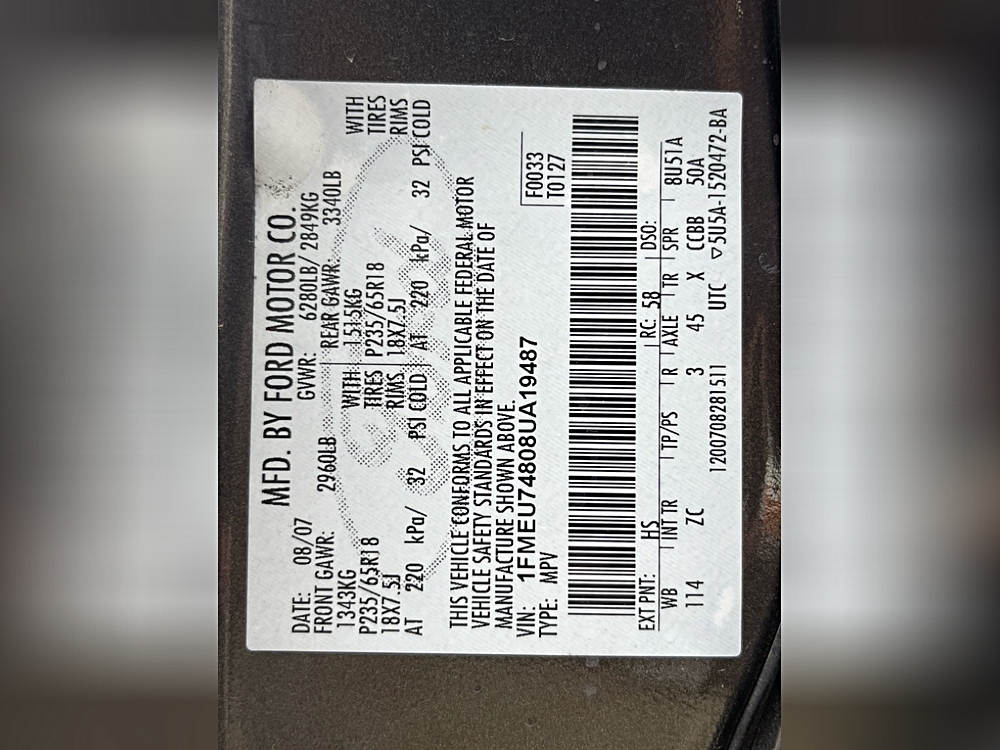 MFD. BY FORD MOTOR CO.
DATE: 08/07 GVWR: 6280LB/ 2849KG
FRONT GAWR: 2960LB REAR GAWR: 3340LB
1343KG WITH 1515KG WITH
P235/65R18 TIRES P235/65R18 TIRES
18X7.5J RIMS 18X7.5J RIMS
AT 220 kPa/ 32 PSI COLD AT 220 kPa/ 32 PSI COLD
THIS VEHICLE CONFORMS TO ALL APPLICABLE FEDERAL MOTOR
VEHICLE SAFETY STANDARDS IN EFFECT ON THE DATE OF
MANUFACTURE SHOWN ABOVE.
VIN: 1FMEU74808UA19487 F0033
TYPE: MPV T0127
EXT PNT: HS RC: 58 DSO:
WB INT TR TP/PS R AXLE TR SPR 8U51A
114 ZC 3 45 X CCBB 50A
1200708281511 UTC ▽5U5A-1520472-BA